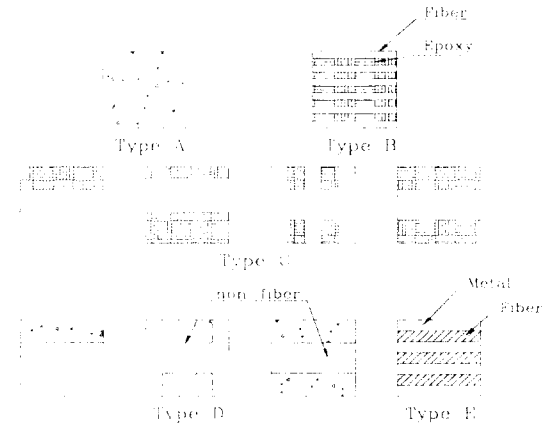 Fiber
Epoxy
Type A
Type B
Type C
non fiber
Metal
Fiber
Type D
Type E